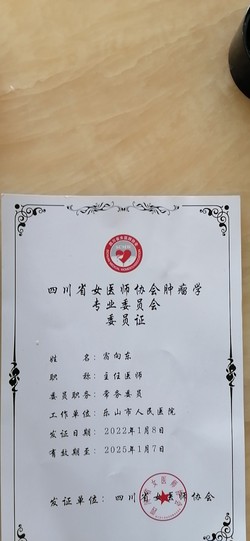 四川省女医师协会肿瘤学
专业委员会
委员证
姓　名：俞向东
职　称：主任医师
委员职务：常务委员
工作单位：乐山市人民医院
发证日期：2022年1月8日
有效期至：2025年1月7日
发证单位：四川省女医师协会